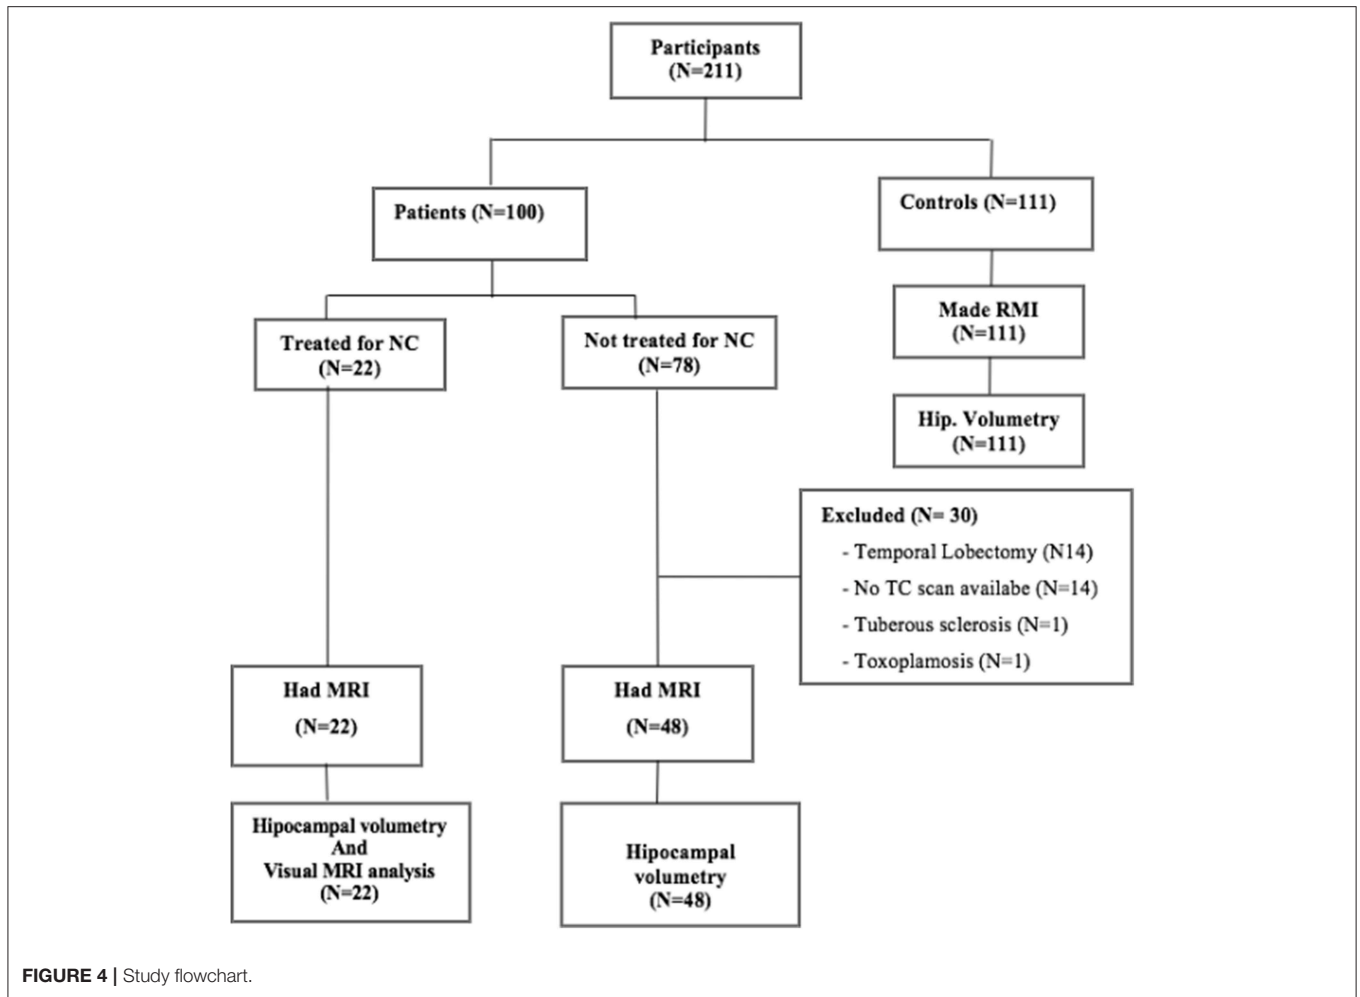 Participants
(N=211)
Patients (N=100)
Controls (N=111)
Made RMI
(N=111)
Treated for NC
(N=22)
Not treated for NC
(N=78)
Hip. Volumetry
(N=111)
Excluded (N= 30)
- Temporal Lobectomy (N14)
- No TC scan availabe (N=14)
- Tuberous sclerosis (N=1)
- Toxoplamosis (N=1)
Had MRI
(N=22)
Had MRI
(N=48)
Hipocampal volumetry
And
Visual MRI analysis
(N=22)
Hipocampal
volumetry
(N=48)
FIGURE 4 | Study flowchart.